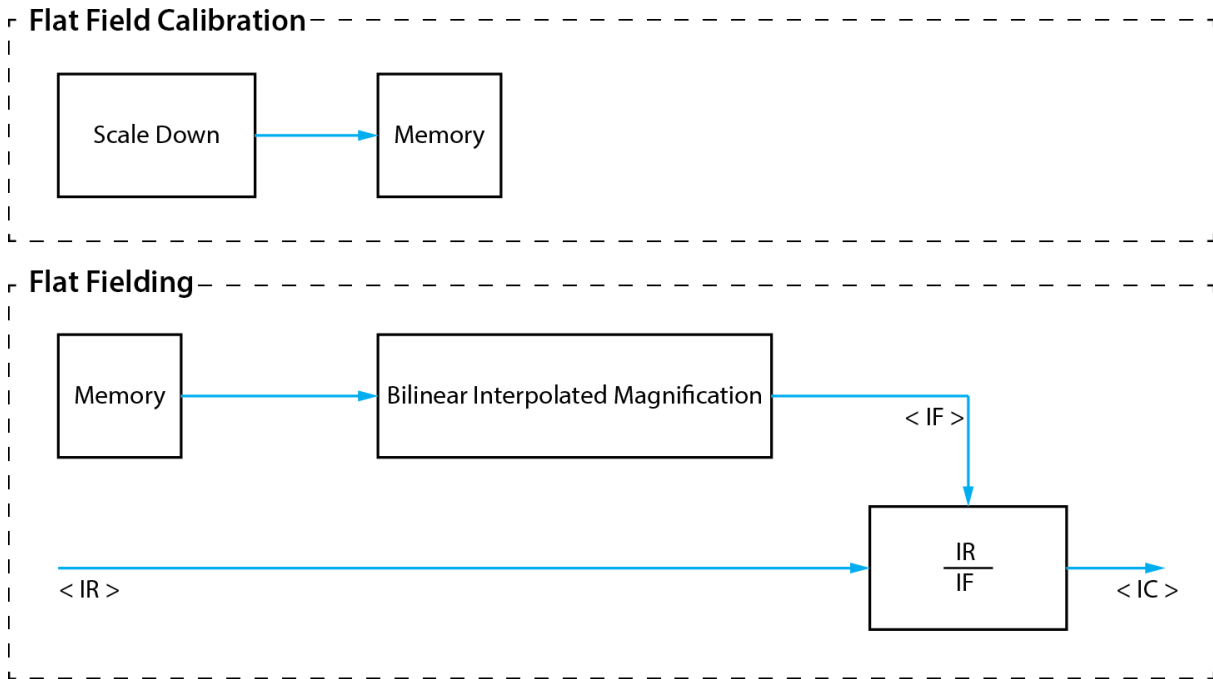 Flat Field Calibration
Scale Down
Memory
Flat Fielding
Memory
Bilinear Interpolated Magnification
< IF >
IR
IF
< IR >
< IC >